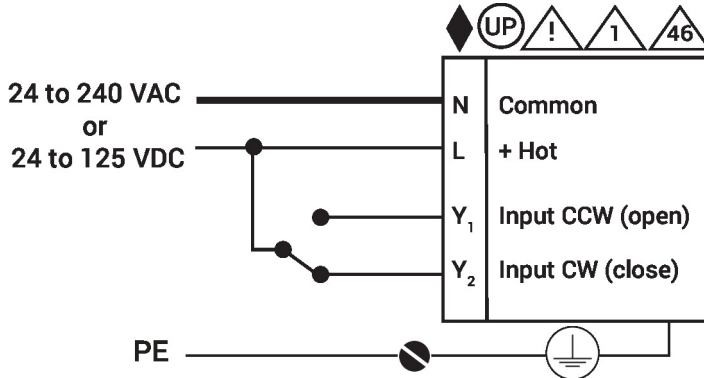 UP ! 1 46
24 to 240 VAC
or
24 to 125 VDC
N Common
L + Hot
Y₁ Input CCW (open)
Y₂ Input CW (close)
PE